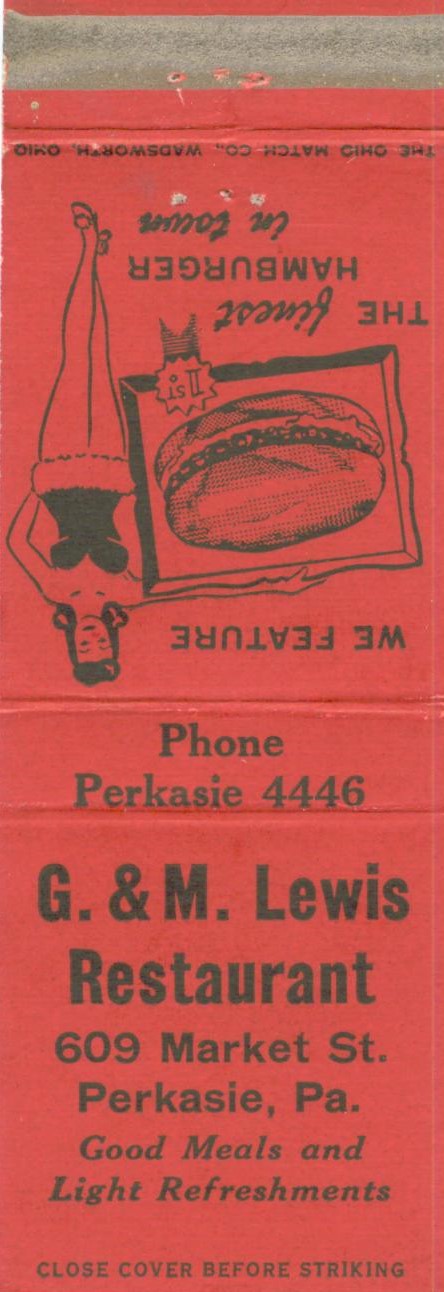 THE OHIO MATCH CO., WADSWORTH, OHIO
WE FEATURE
1ST
THE finest
HAMBURGER
in town
Phone
Perkasie 4446
G. & M. Lewis
Restaurant
609 Market St.
Perkasie, Pa.
Good Meals and
Light Refreshments
CLOSE COVER BEFORE STRIKING